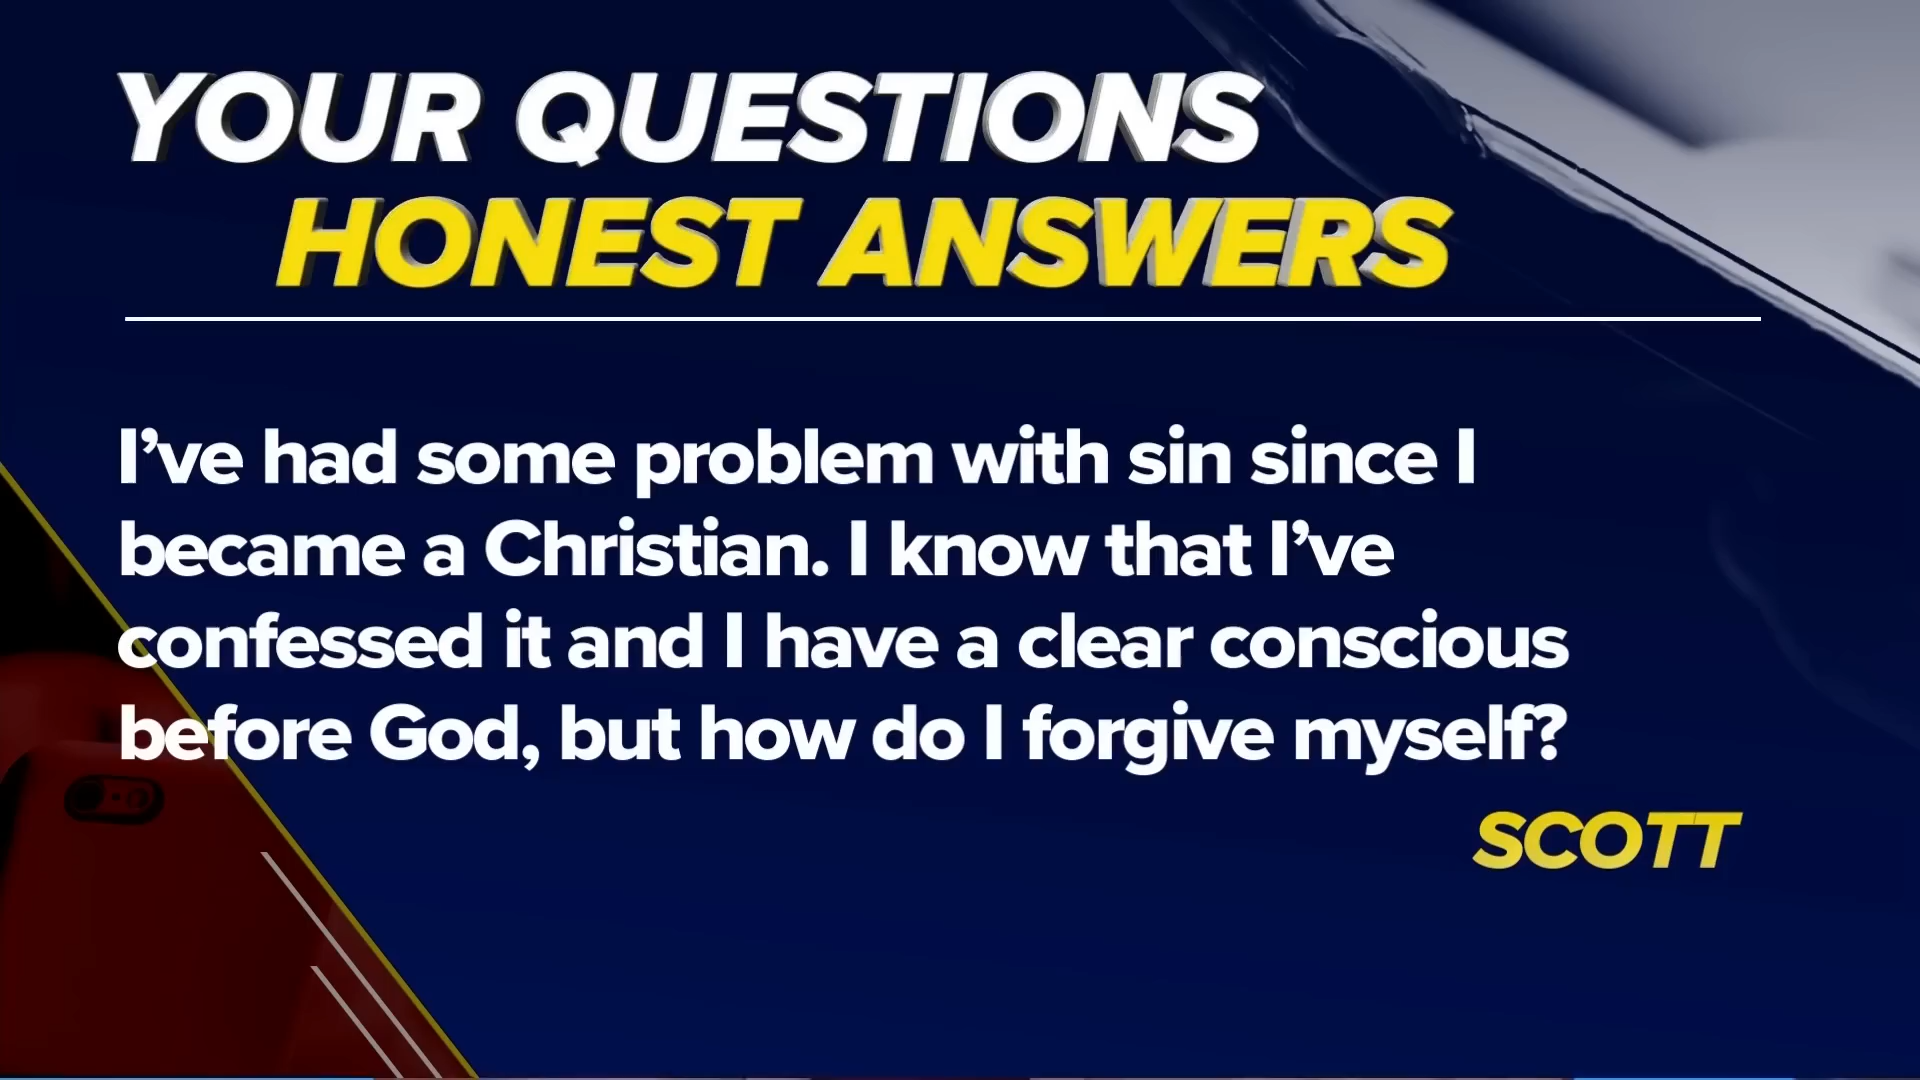 YOUR QUESTIONS
HONEST ANSWERS
I’ve had some problem with sin since I
became a Christian. I know that I’ve
confessed it and I have a clear conscious
before God, but how do I forgive myself?
SCOTT